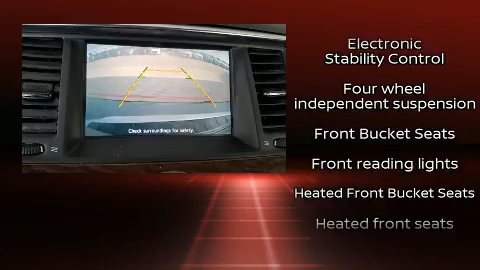 Check surroundings for safety.
Electronic
Stability Control
Four wheel
independent suspension
Front Bucket Seats
Front reading lights
Heated Front Bucket Seats
Heated front seats